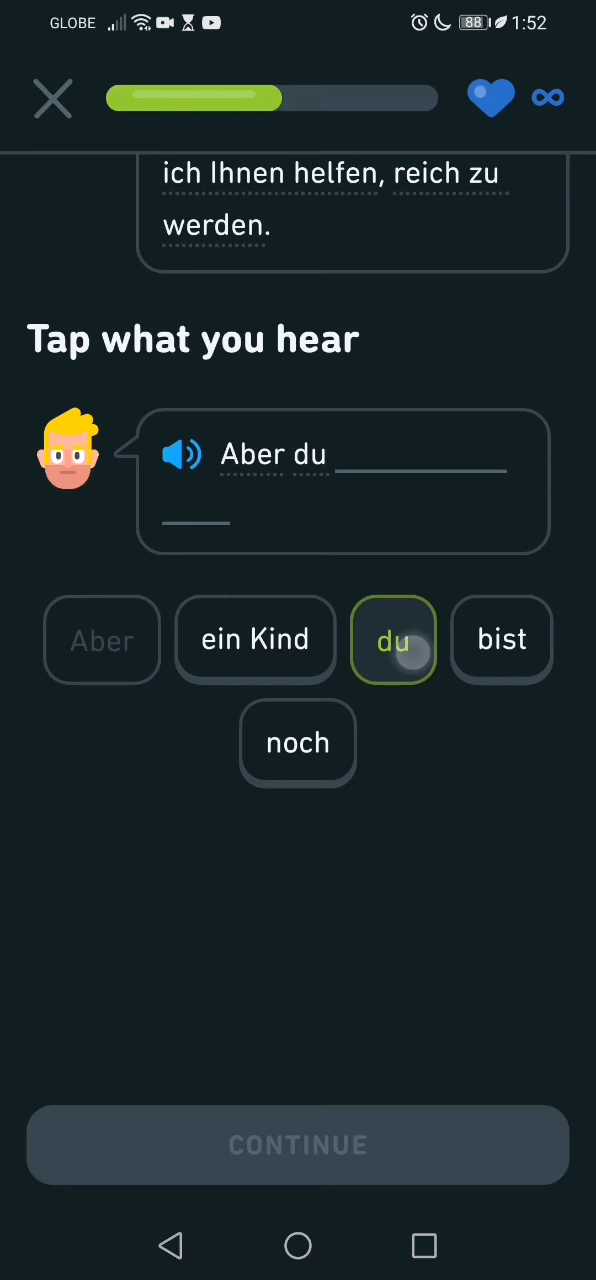 GLOBE 88 1:52
ich Ihnen helfen, reich zu
werden.
Tap what you hear
Aber du
Aber ein Kind du bist
noch
CONTINUE